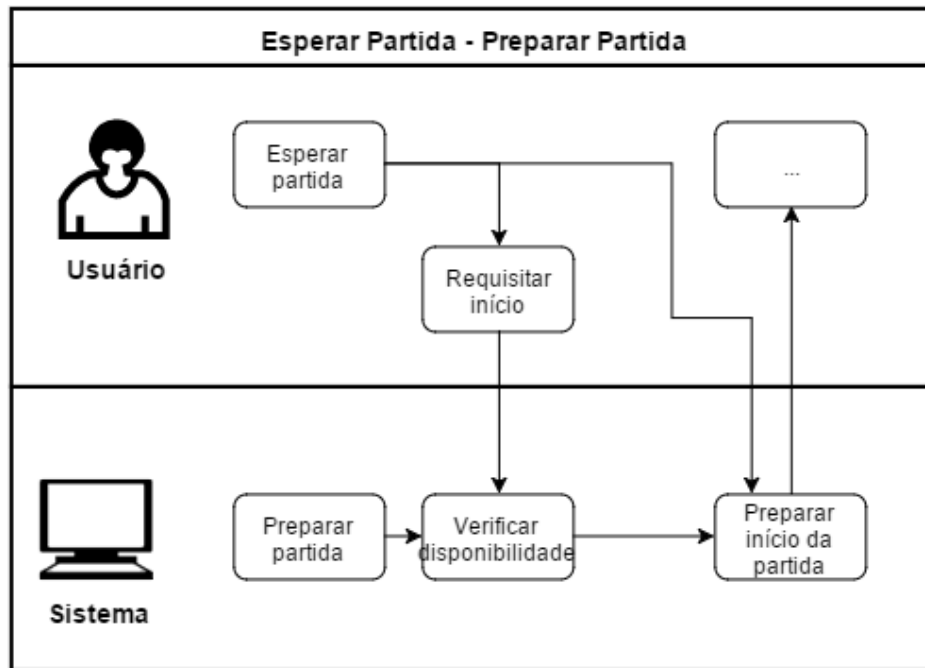 Esperar Partida - Preparar Partida
Esperar
partida
...
Usuário
Requisitar
início
Preparar
partida
Verificar
disponibilidade
Preparar
início da
partida
Sistema